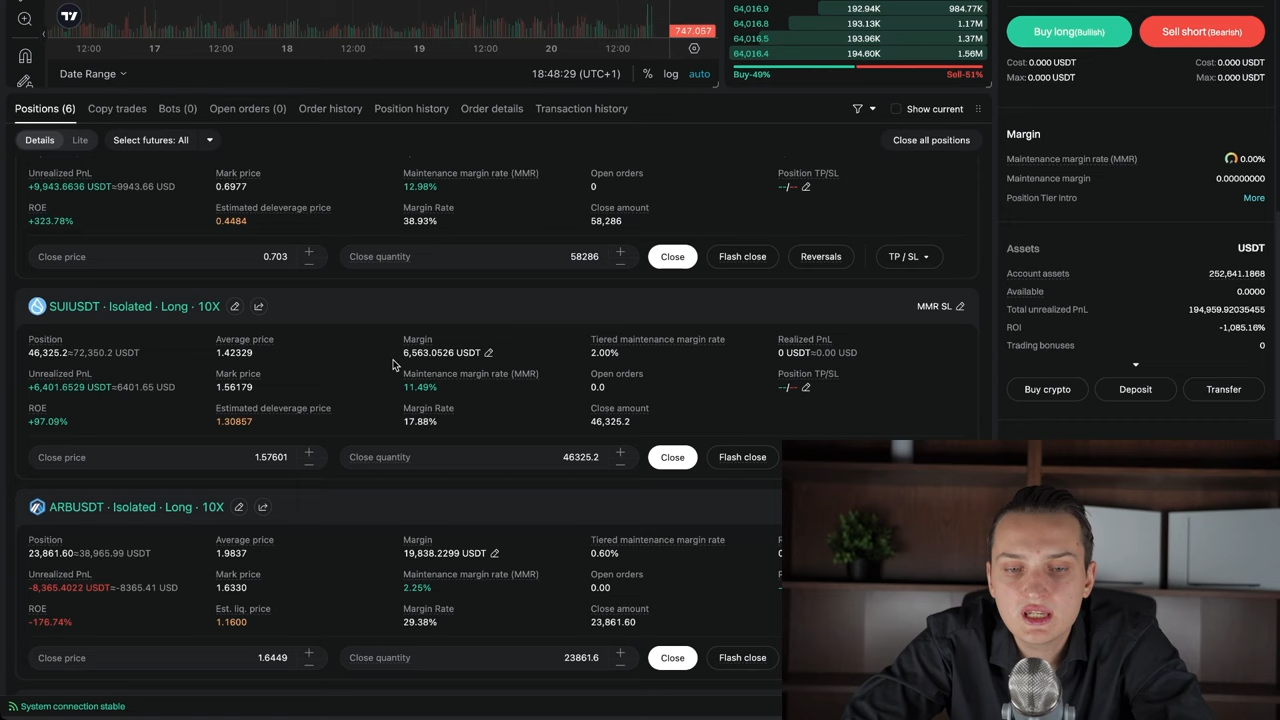 64,016.9 192.94K 984.77K
64,016.8 193.13K 1.17M
64,016.5 193.96K 1.37M
64,016.4 194.60K 1.56M
Buy-49% Sell-51%
747.057
12:00 17 12:00 18 12:00 19 12:00 20 12:00
Date Range 18:48:29 (UTC+1) % log auto
Buy long(Bullish) Sell short(Bearish)
Cost: 0.000 USDT Cost: 0.000 USDT
Max: 0.000 USDT Max: 0.000 USDT
Positions (6) Copy trades Bots (0) Open orders (0) Order history Position history Order details Transaction history Show current
Details Lite Select futures: All Close all positions
Unrealized PnL Mark price Maintenance margin rate (MMR) Open orders Position TP/SL
+9,943.6636 USDT≈9943.66 USD 0.6977 12.98% 0 --/--
ROE Estimated deleverage price Margin Rate Close amount
+323.78% 0.4484 38.93% 58,286
Close price 0.703 Close quantity 58286 Close Flash close Reversals TP / SL
SUIUSDT · Isolated · Long · 10X MMR SL
Position Average price Margin Tiered maintenance margin rate Realized PnL
46,325.2≈72,350.2 USDT 1.42329 6,563.0526 USDT 2.00% 0 USDT≈0.00 USD
Unrealized PnL Mark price Maintenance margin rate (MMR) Open orders Position TP/SL
+6,401.6529 USDT≈6401.65 USD 1.56179 11.49% 0.0 --/--
ROE Estimated deleverage price Margin Rate Close amount
+97.09% 1.30857 17.88% 46,325.2
Close price 1.57601 Close quantity 46325.2 Close Flash close
ARBUSDT · Isolated · Long · 10X
Position Average price Margin Tiered maintenance margin rate
23,861.60≈38,965.99 USDT 1.9837 19,838.2299 USDT 0.60%
Unrealized PnL Mark price Maintenance margin rate (MMR) Open orders
-8,365.4022 USDT≈-8365.41 USD 1.6330 2.25% 0.00
ROE Est. liq. price Margin Rate Close amount
-176.74% 1.1600 29.38% 23,861.60
Close price 1.6449 Close quantity 23861.6 Close Flash close
System connection stable
Margin
Maintenance margin rate (MMR) 0.00%
Maintenance margin 0.00000000
Position Tier Intro More
Assets USDT
Account assets 252,641.1868
Available 0.0000
Total unrealized PnL 194,959.92035455
ROI -1,085.16%
Trading bonuses 0
Buy crypto Deposit Transfer